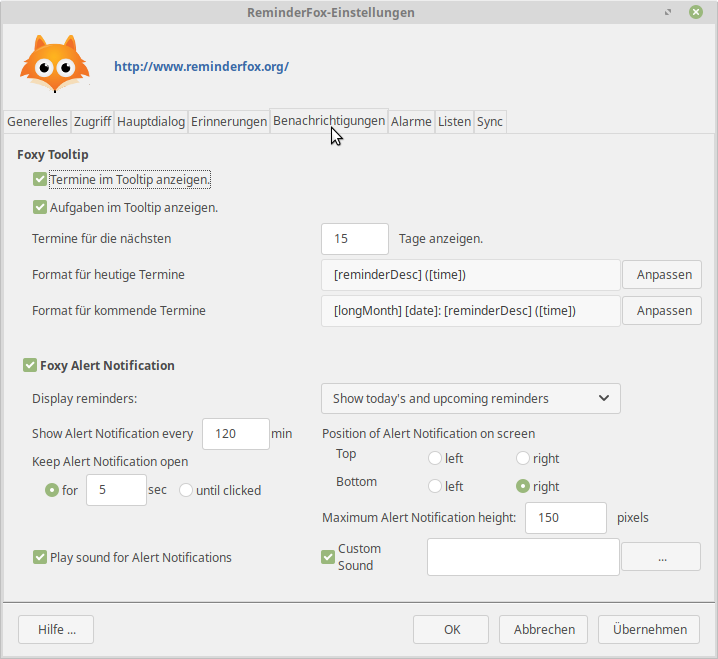 ReminderFox-Einstellungen
http://www.reminderfox.org/
Generelles Zugriff Hauptdialog Erinnerungen Benachrichtigungen Alarme Listen Sync
Foxy Tooltip
Termine im Tooltip anzeigen.
Aufgaben im Tooltip anzeigen.
Termine für die nächsten 15 Tage anzeigen.
Format für heutige Termine [reminderDesc] ([time]) Anpassen
Format für kommende Termine [longMonth] [date]: [reminderDesc] ([time]) Anpassen
Foxy Alert Notification
Display reminders: Show today's and upcoming reminders
Show Alert Notification every 120 min Position of Alert Notification on screen
Top left right
Keep Alert Notification open
Bottom left right
for 5 sec until clicked
Maximum Alert Notification height: 150 pixels
Play sound for Alert Notifications Custom
Sound ...
Hilfe ... OK Abbrechen Übernehmen